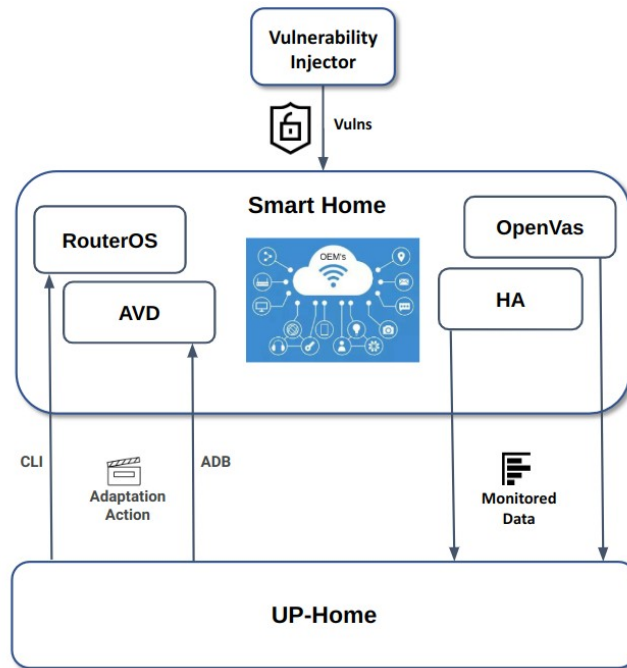 Vulnerability
Injector
Vulns
Smart Home
RouterOS
OpenVas
OEM's
AVD
HA
CLI
ADB
Adaptation
Action
Monitored
Data
UP-Home